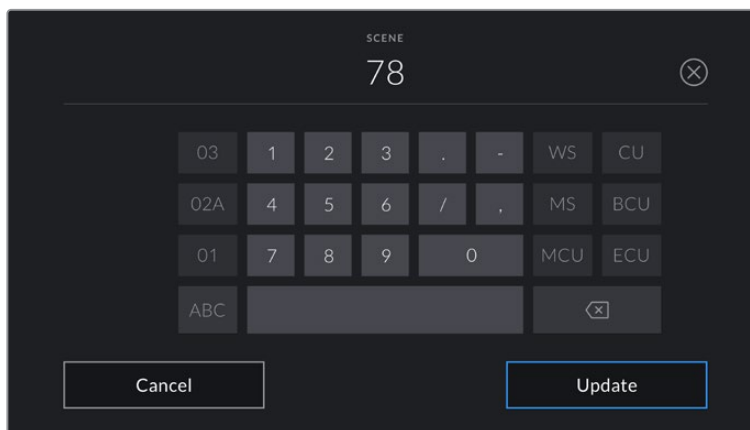 SCENE
78
03 1 2 3 . - WS CU
02A 4 5 6 / , MS BCU
01 7 8 9 0 MCU ECU
ABC
Cancel Update